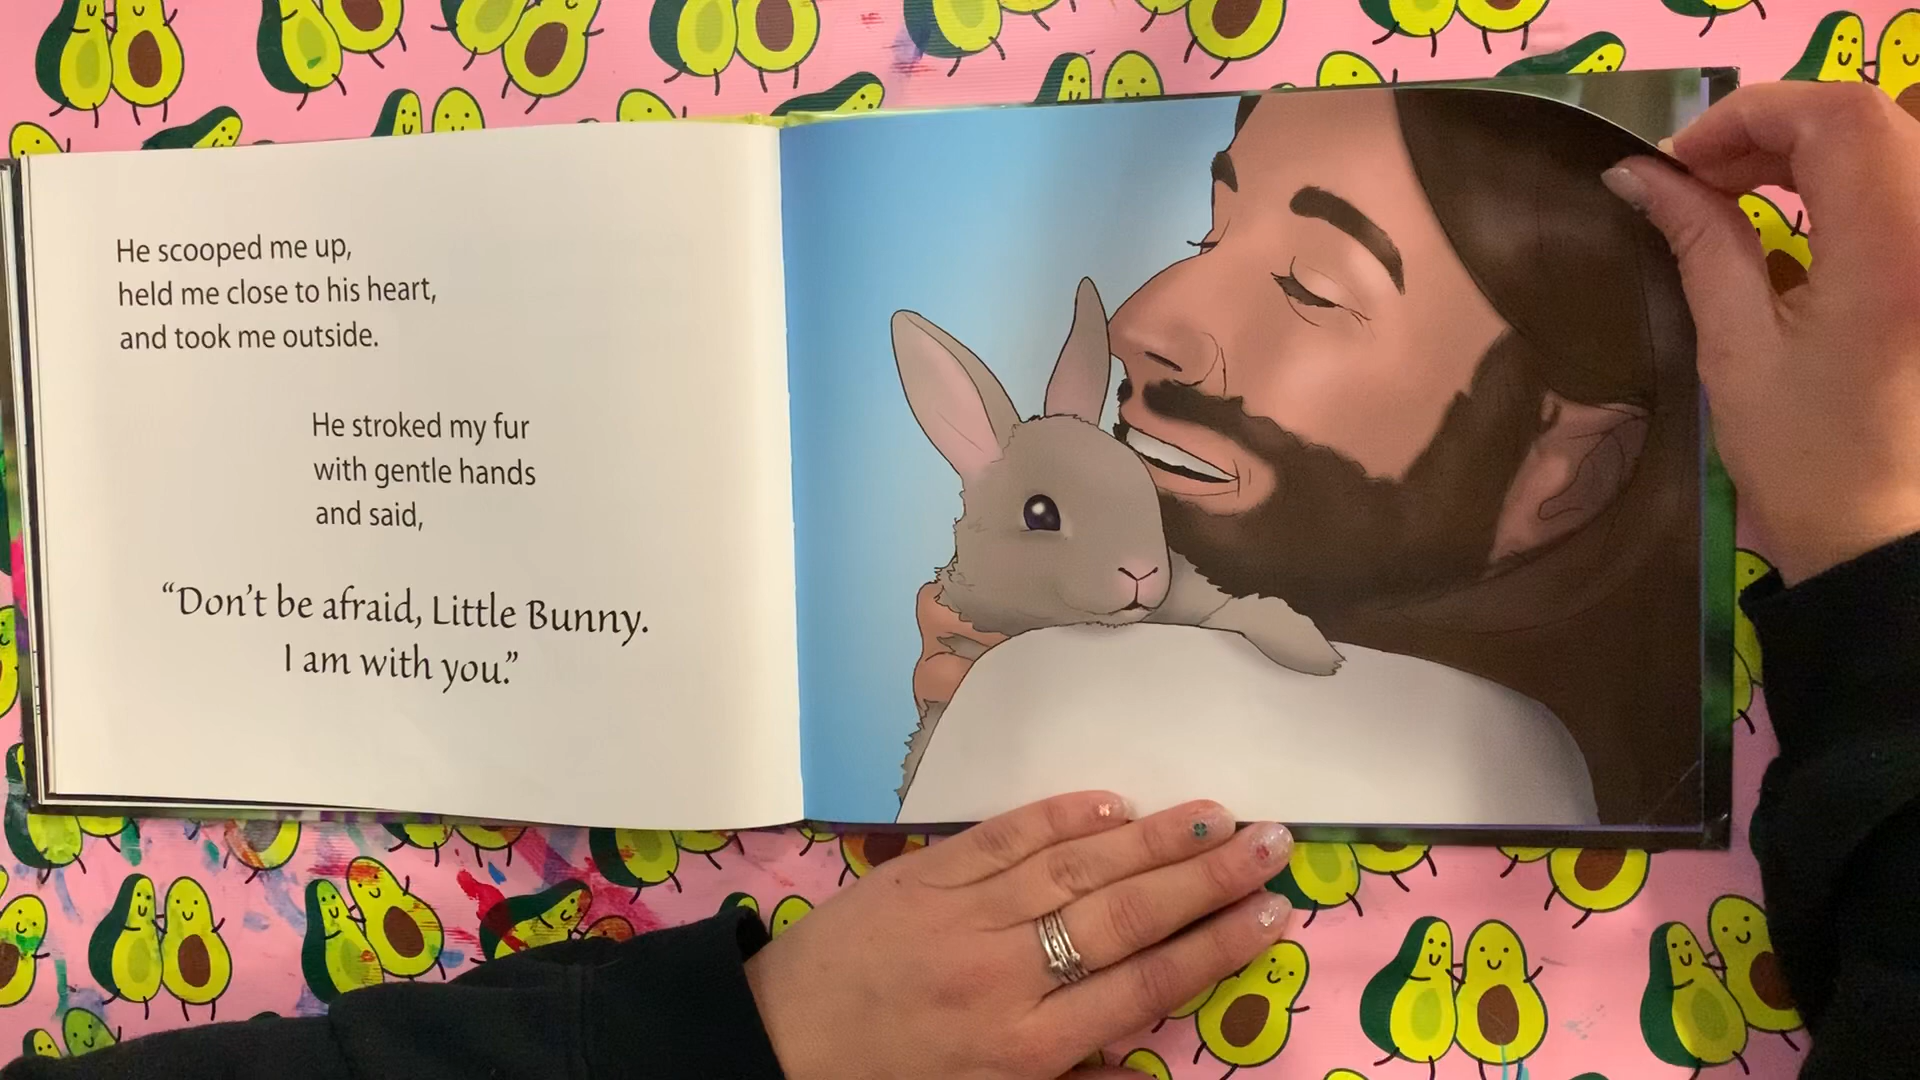 He scooped me up,
held me close to his heart,
and took me outside.
He stroked my fur
with gentle hands
and said,
“Don’t be afraid, Little Bunny.
I am with you.”